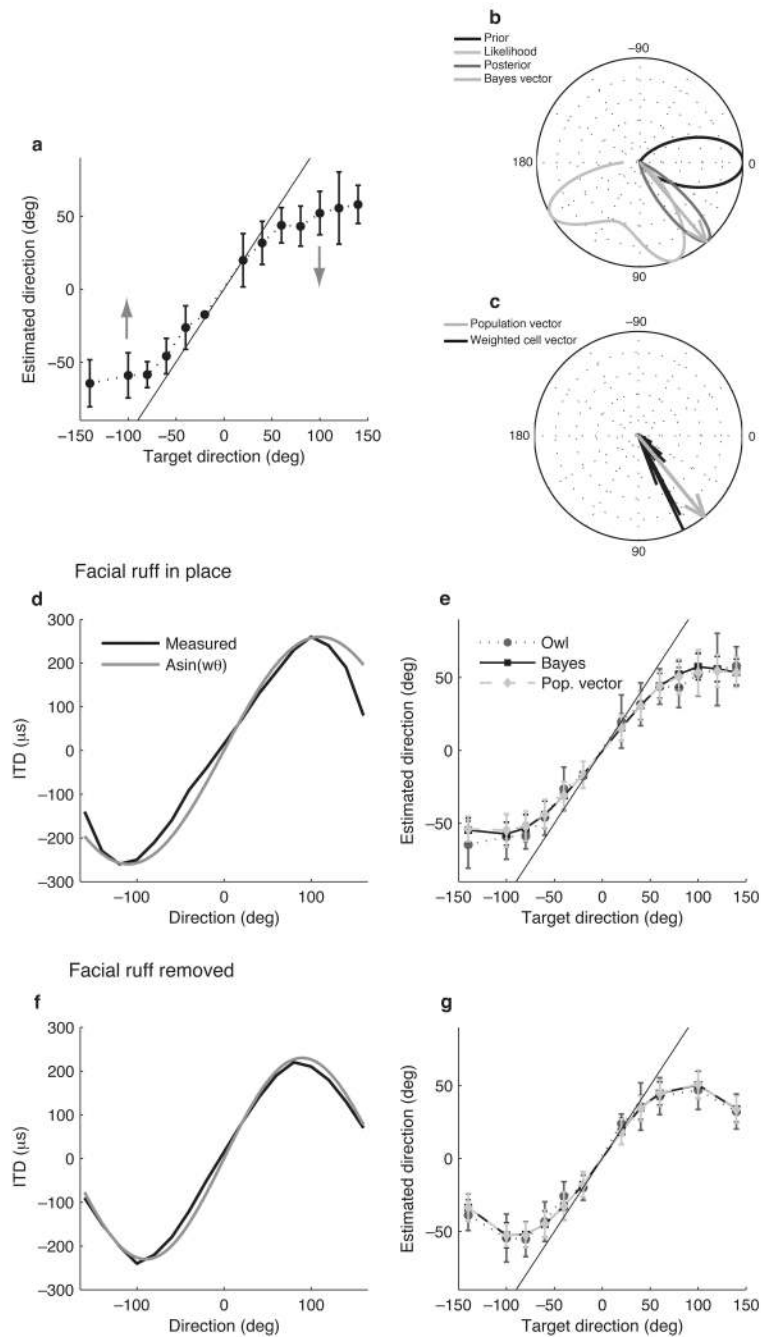 b
Prior
Likelihood
Posterior
Bayes vector
−90
180
0
90
a
Estimated direction (deg)
50
0
−50
−150 −100 −50 0 50 100 150
Target direction (deg)
c
Population vector
Weighted cell vector
−90
180
0
90
Facial ruff in place
d
Measured
Asin(wθ)
ITD (μs)
300
200
100
0
−100
−200
−300
−100 0 100
Direction (deg)
e
Owl
Bayes
Pop. vector
Estimated direction (deg)
50
0
−50
−150 −100 −50 0 50 100 150
Target direction (deg)
Facial ruff removed
f
ITD (μs)
300
200
100
0
−100
−200
−300
−100 0 100
Direction (deg)
g
Estimated direction (deg)
50
0
−50
−150 −100 −50 0 50 100 150
Target direction (deg)